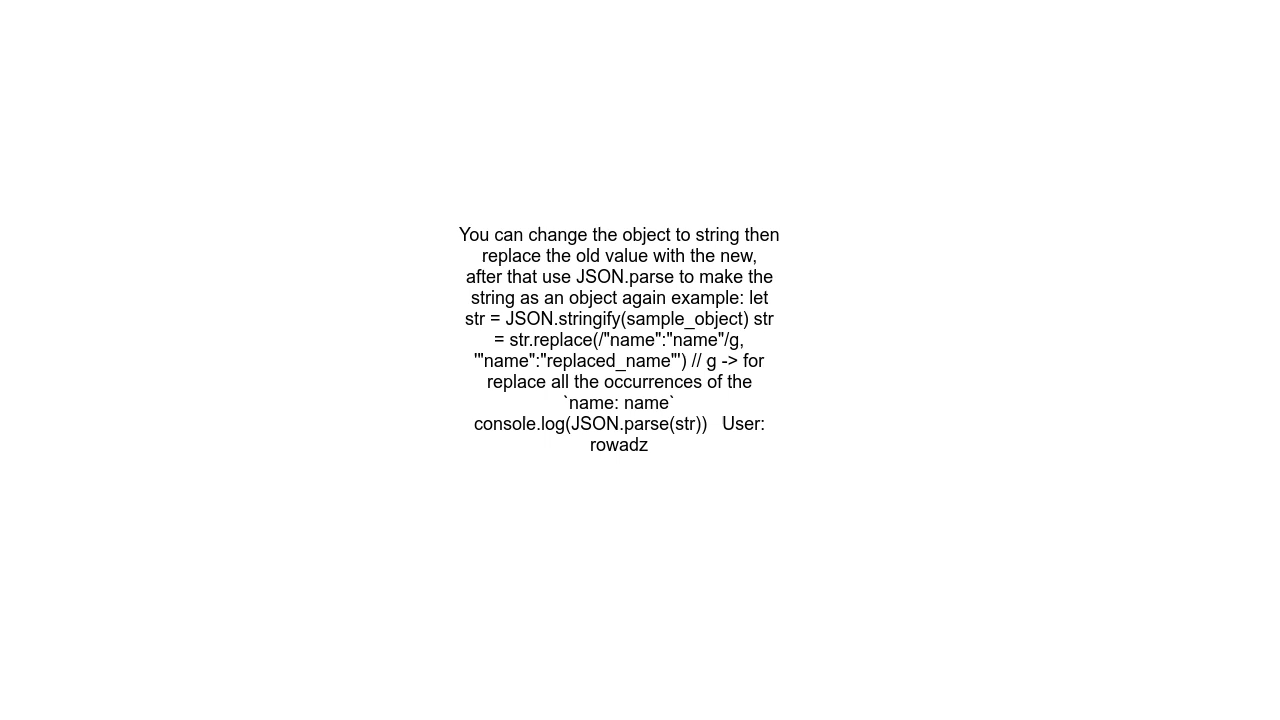 You can change the object to string then
replace the old value with the new,
after that use JSON.parse to make the
string as an object again example: let
str = JSON.stringify(sample_object) str
= str.replace(/"name":"name"/g,
'"name":"replaced_name"') // g -> for
replace all the occurrences of the
`name: name`
console.log(JSON.parse(str))   User:
rowadz